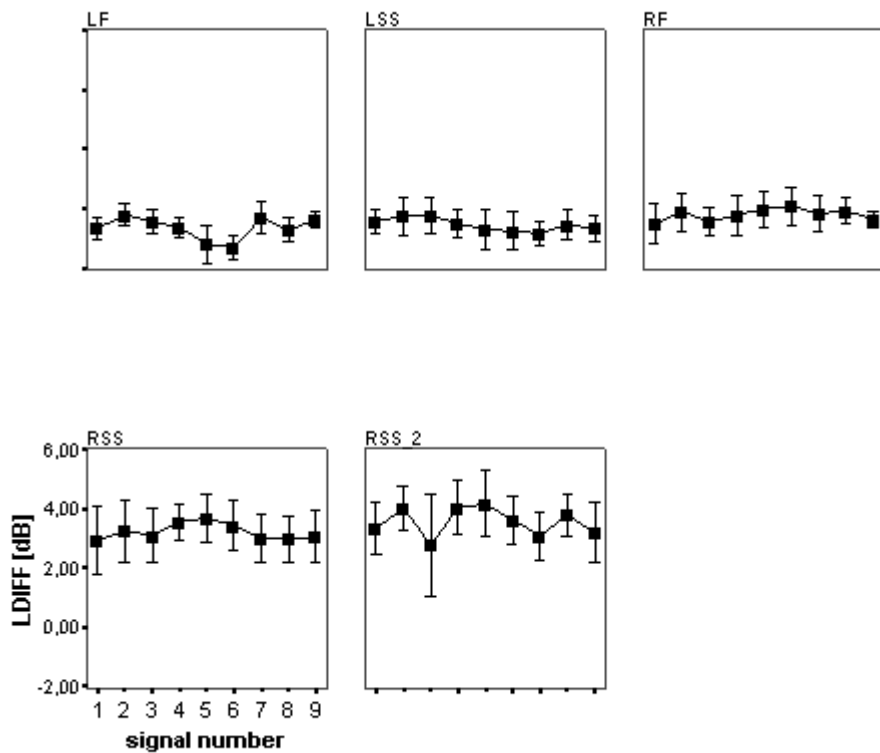 LF
LSS
RF
RSS
RSS_2
6,00
4,00
2,00
0,00
-2,00
LDIFF [dB]
1 2 3 4 5 6 7 8 9
signal number